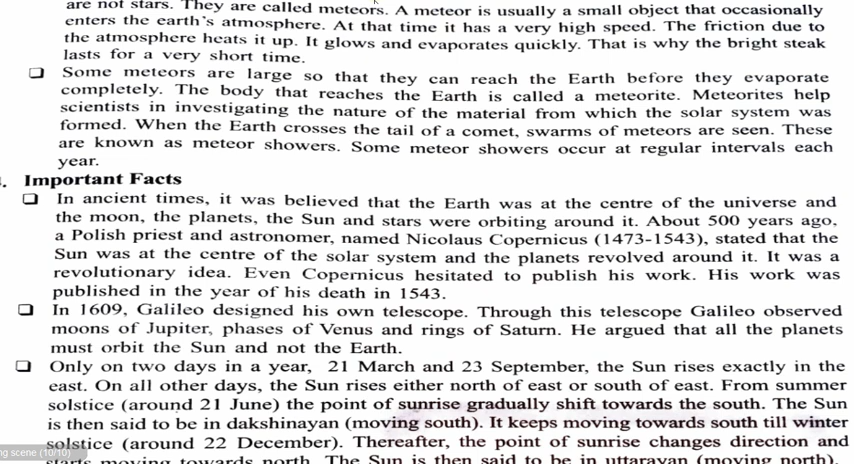 are not stars. They are called meteors. A meteor is usually a small object that occasionally
enters the earth's atmosphere. At that time it has a very high speed. The friction due to
the atmosphere heats it up. It glows and evaporates quickly. That is why the bright steak
lasts for a very short time.
❑ Some meteors are large so that they can reach the Earth before they evaporate
completely. The body that reaches the Earth is called a meteorite. Meteorites help
scientists in investigating the nature of the material from which the solar system was
formed. When the Earth crosses the tail of a comet, swarms of meteors are seen. These
are known as meteor showers. Some meteor showers occur at regular intervals each
year.
. Important Facts
❑ In ancient times, it was believed that the Earth was at the centre of the universe and
the moon, the planets, the Sun and stars were orbiting around it. About 500 years ago,
a Polish priest and astronomer, named Nicolaus Copernicus (1473-1543), stated that the
Sun was at the centre of the solar system and the planets revolved around it. It was a
revolutionary idea. Even Copernicus hesitated to publish his work. His work was
published in the year of his death in 1543.
❑ In 1609, Galileo designed his own telescope. Through this telescope Galileo observed
moons of Jupiter, phases of Venus and rings of Saturn. He argued that all the planets
must orbit the Sun and not the Earth.
❑ Only on two days in a year, 21 March and 23 September, the Sun rises exactly in the
east. On all other days, the Sun rises either north of east or south of east. From summer
solstice (around 21 June) the point of sunrise gradually shift towards the south. The Sun
is then said to be in dakshinayan (moving south). It keeps moving towards south till winter
solstice (around 22 December). Thereafter, the point of sunrise changes direction and
ng scene (10/10)
starts moving towards north. The Sun is then said to be in uttarayan (moving north).